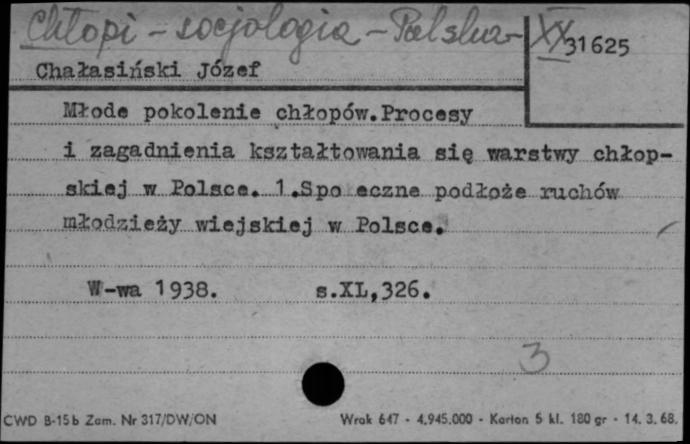 Chłopi - socjologia - Polska -
XX 31625
Chałasiński Józef
Młode pokolenie chłopów.Procesy
i zagadnienia kształtowania się warstwy chłop-
skiej w Polsce. 1.Spo eczne podłoże ruchów
młodzieży wiejskiej w Polsce.
W-wa 1938. s.XL,326.
3
CWD B-15b Zam. Nr 317/DW/ON Wrak 647 - 4.945.000 - Karton 5 kl. 180 gr - 14. 3. 68.